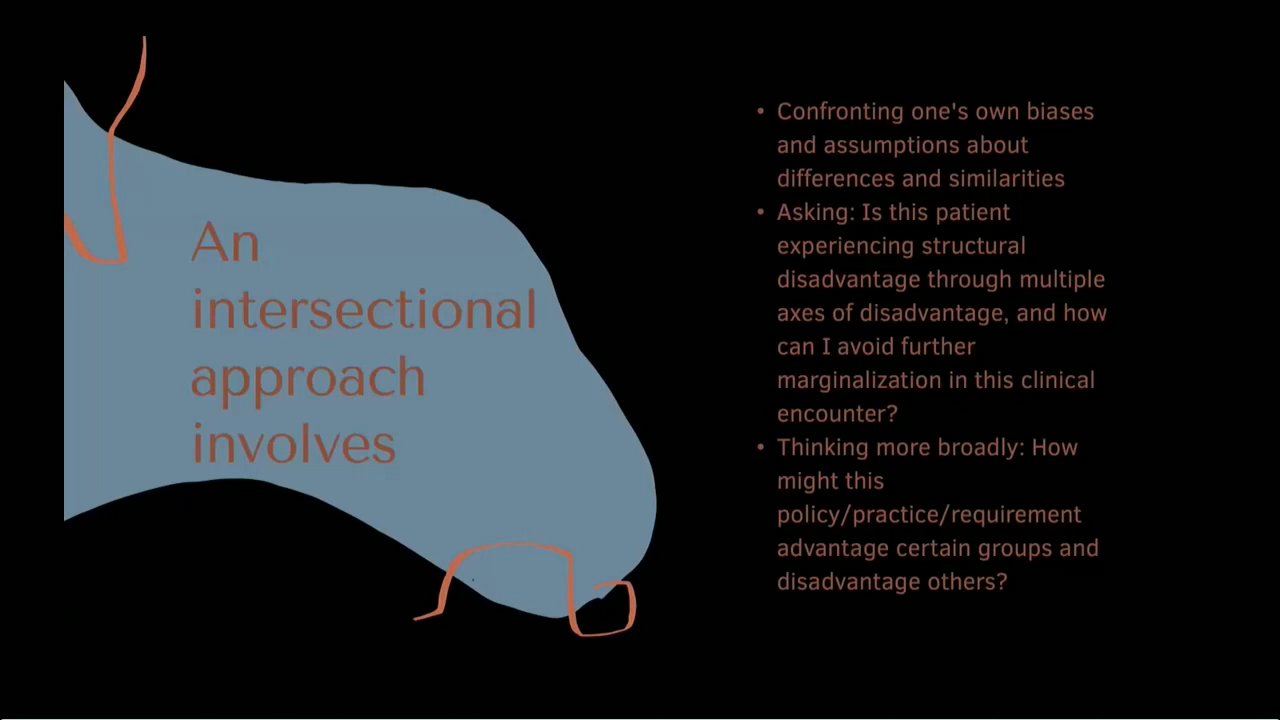 An
intersectional
approach
involves
• Confronting one's own biases
and assumptions about
differences and similarities
• Asking: Is this patient
experiencing structural
disadvantage through multiple
axes of disadvantage, and how
can I avoid further
marginalization in this clinical
encounter?
• Thinking more broadly: How
might this
policy/practice/requirement
advantage certain groups and
disadvantage others?